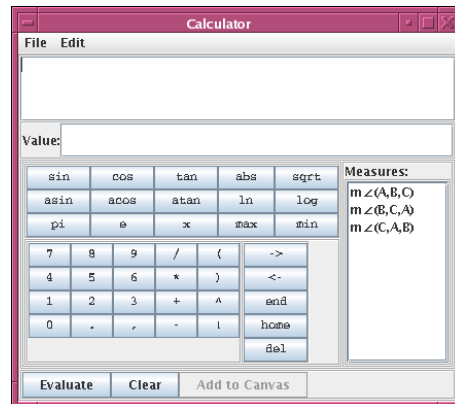 Calculator
File Edit
Value:
sin cos tan abs sqrt
asin acos atan ln log
pi e x max min
Measures:
m∠(A,B,C)
m∠(B,C,A)
m∠(C,A,B)
7 8 9 / ( ->
4 5 6 * ) <-
1 2 3 + ^ end
0 . , - home
del
Evaluate Clear Add to Canvas